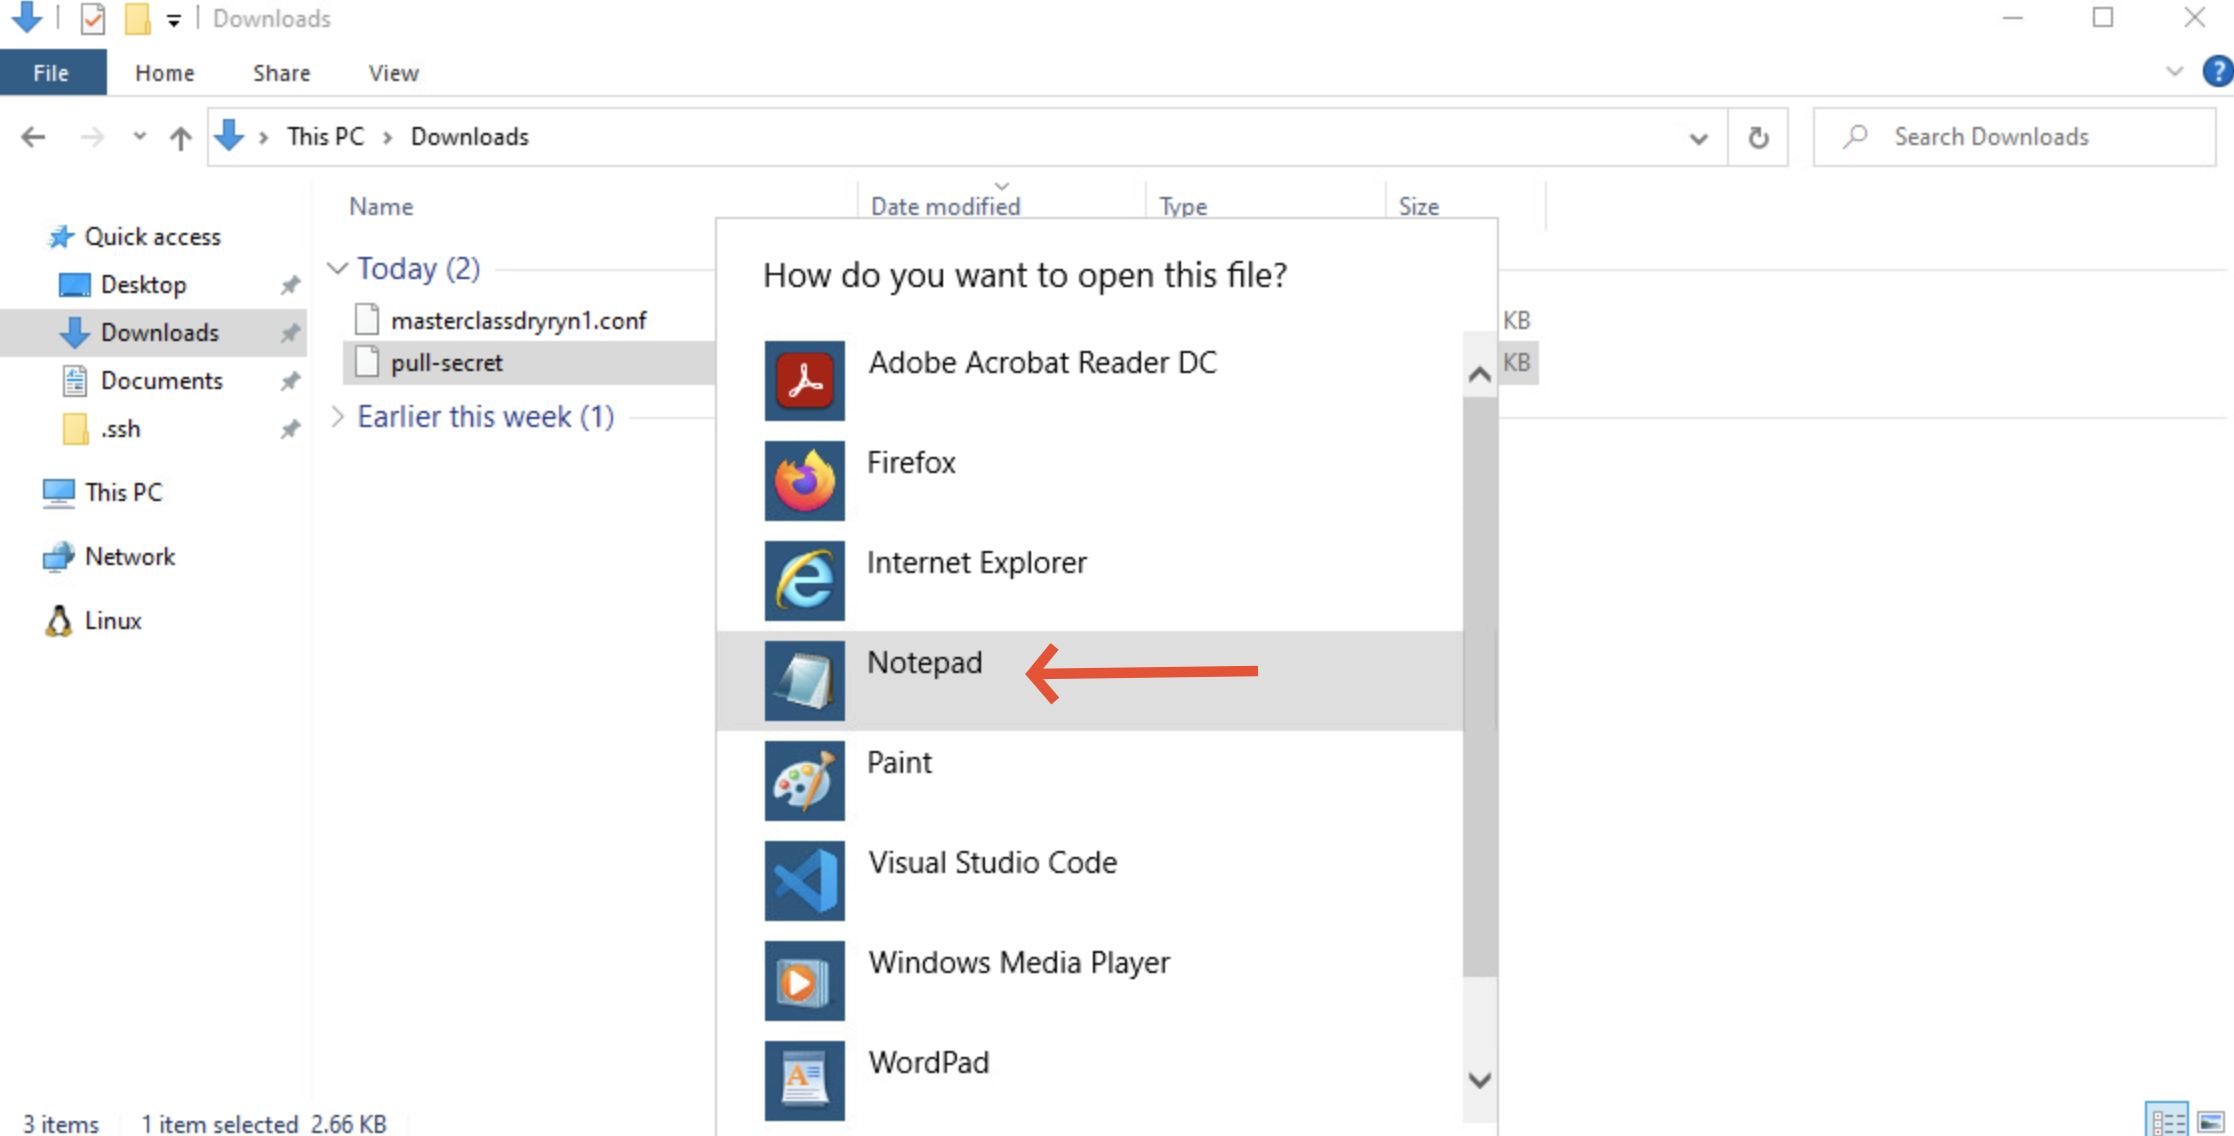 Downloads
File Home Share View
This PC Downloads
Search Downloads
Name Date modified Type Size
Quick access
Desktop
Downloads
Documents
.ssh
This PC
Network
Linux
Today (2)
masterclassdryryn1.conf KB
pull-secret KB
Earlier this week (1)
How do you want to open this file?
Adobe Acrobat Reader DC
Firefox
Internet Explorer
Notepad
Paint
Visual Studio Code
Windows Media Player
WordPad
3 items 1 item selected 2.66 KB